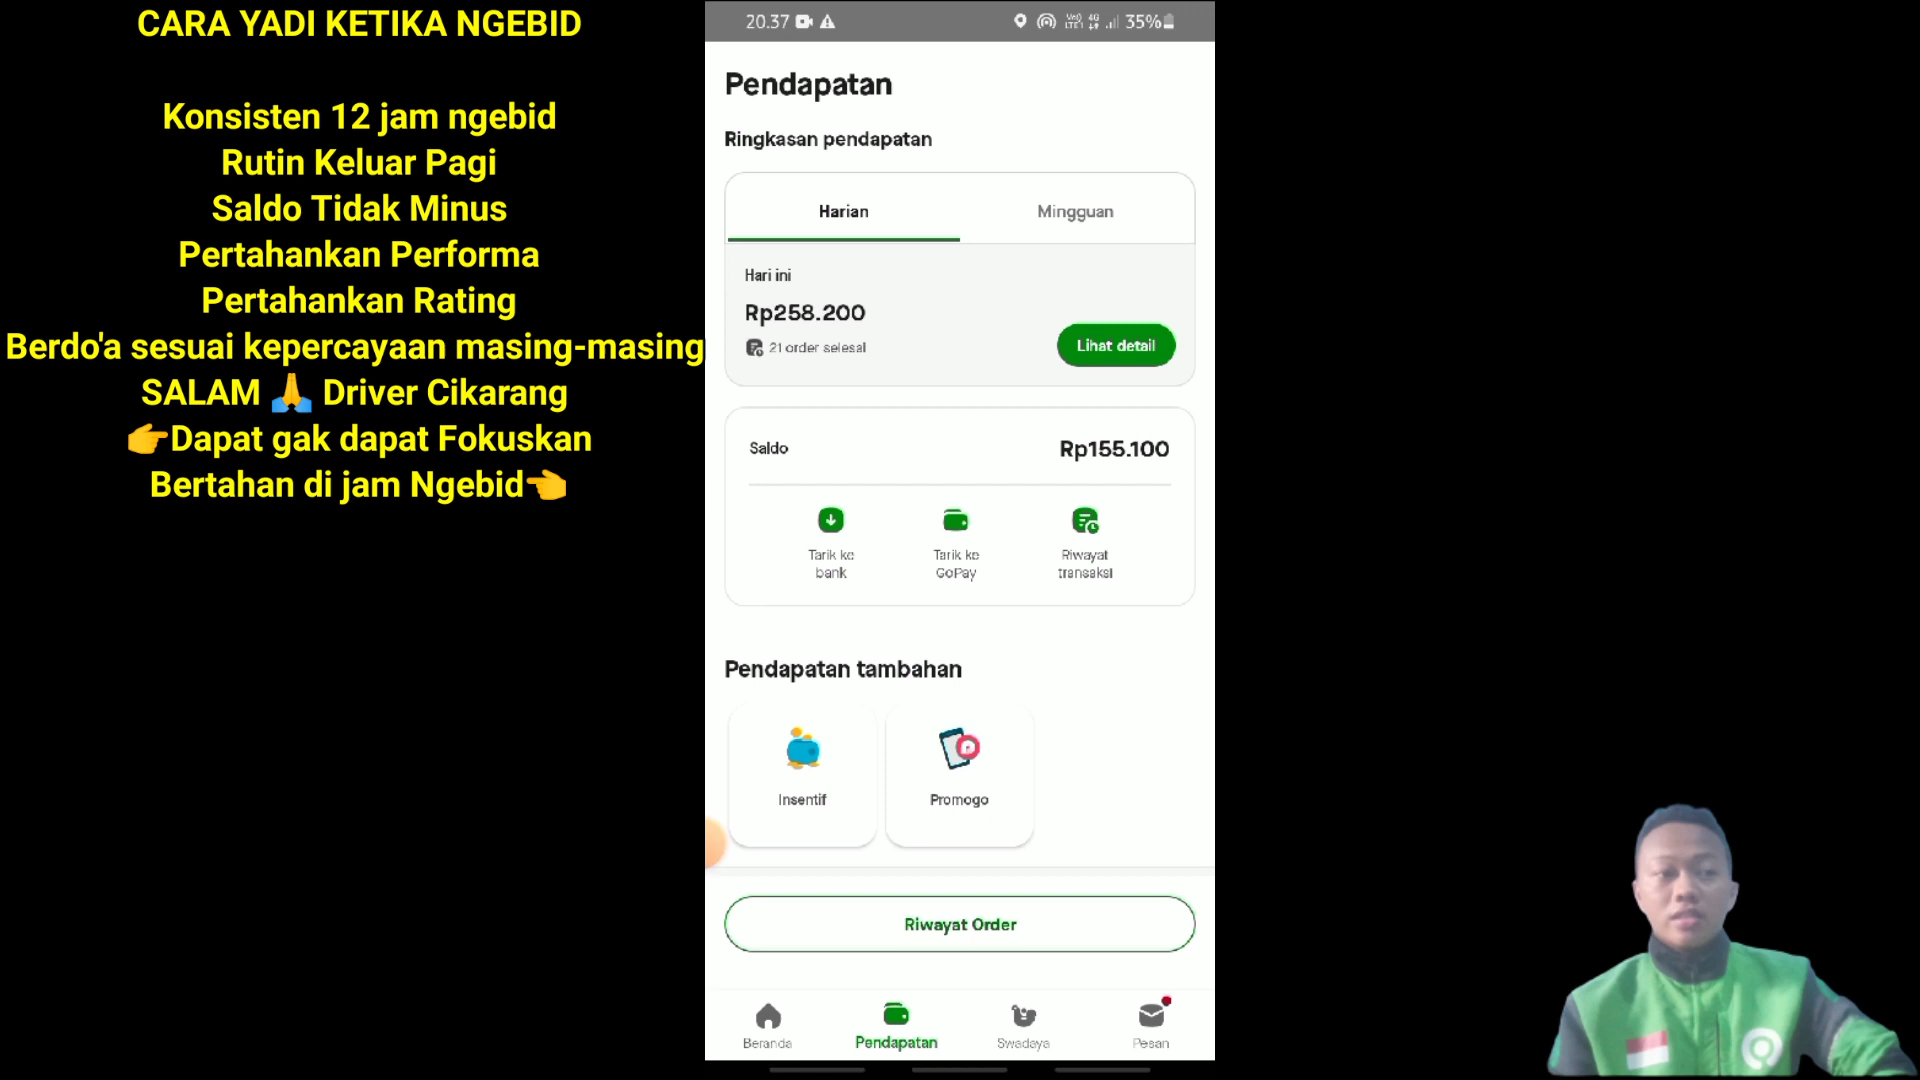 CARA YADI KETIKA NGEBID
Konsisten 12 jam ngebid
Rutin Keluar Pagi
Saldo Tidak Minus
Pertahankan Performa
Pertahankan Rating
Berdo'a sesuai kepercayaan masing-masing
SALAM 🙏 Driver Cikarang
👉Dapat gak dapat Fokuskan
Bertahan di jam Ngebid👈
20.37 35%
Pendapatan
Ringkasan pendapatan
Harian Mingguan
Hari ini
Rp258.200
21 order selesai
Lihat detail
Saldo Rp155.100
Tarik ke bank
Tarik ke GoPay
Riwayat transaksi
Pendapatan tambahan
Insentif Promogo
Riwayat Order
Beranda Pendapatan Swadaya Pesan